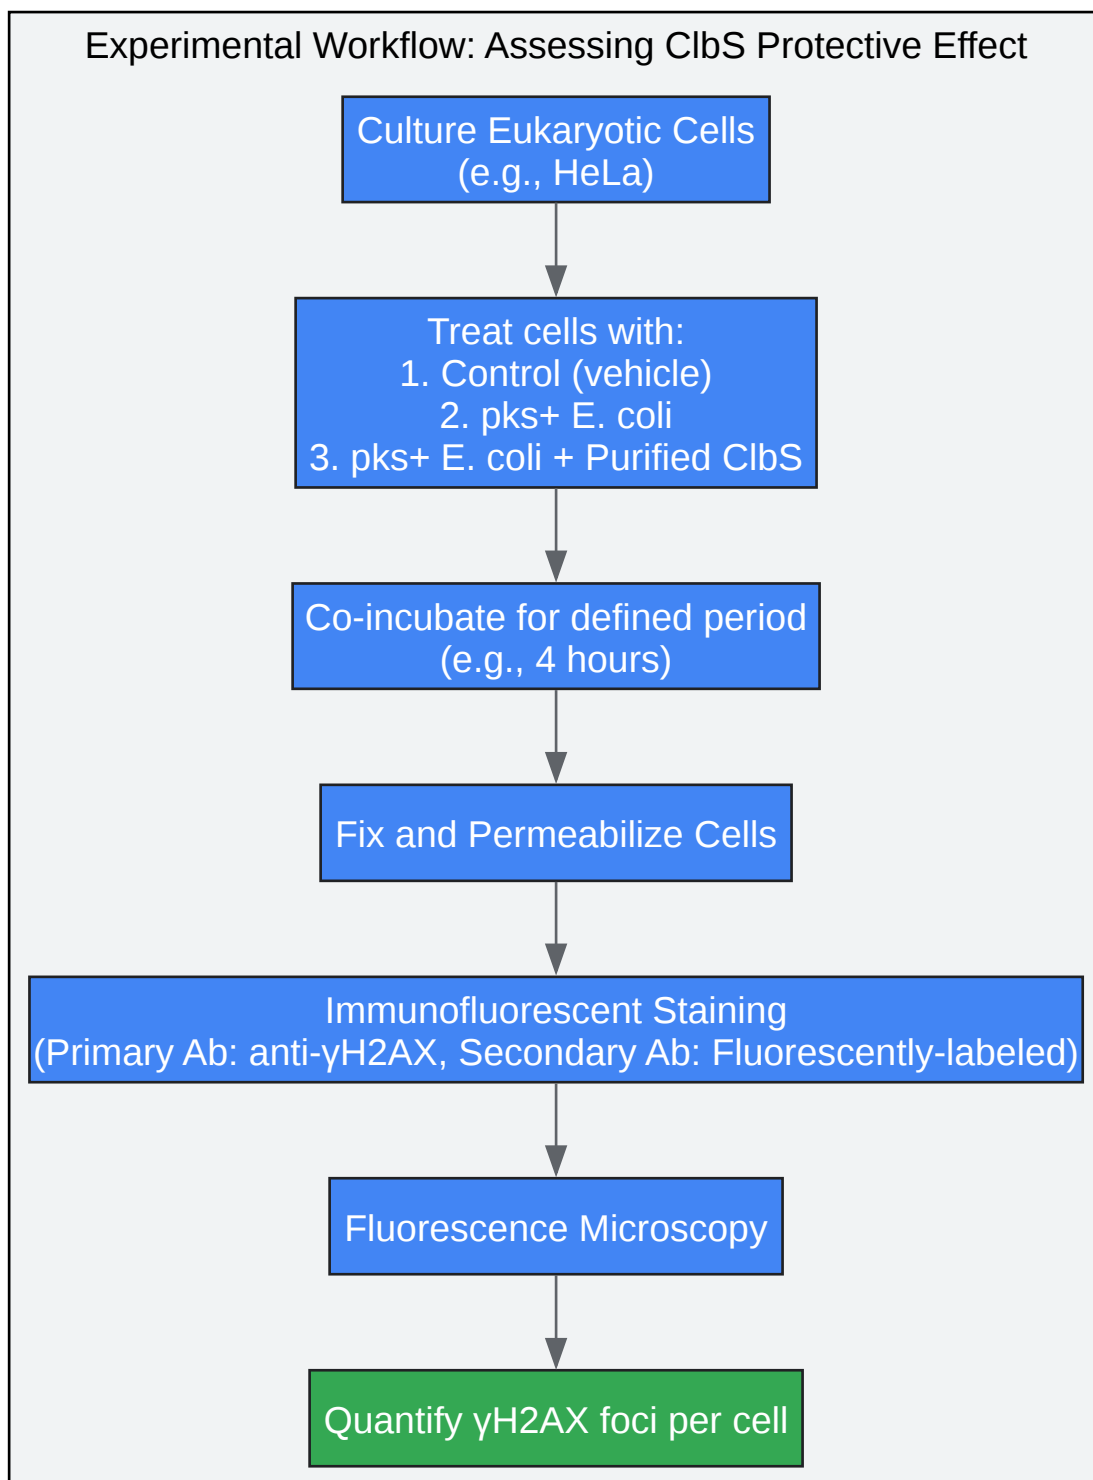 Experimental Workflow: Assessing ClbS Protective Effect
Culture Eukaryotic Cells
(e.g., HeLa)
Treat cells with:
1. Control (vehicle)
2. pks+ E. coli
3. pks+ E. coli + Purified ClbS
Co-incubate for defined period
(e.g., 4 hours)
Fix and Permeabilize Cells
Immunofluorescent Staining
(Primary Ab: anti-γH2AX, Secondary Ab: Fluorescently-labeled)
Fluorescence Microscopy
Quantify γH2AX foci per cell